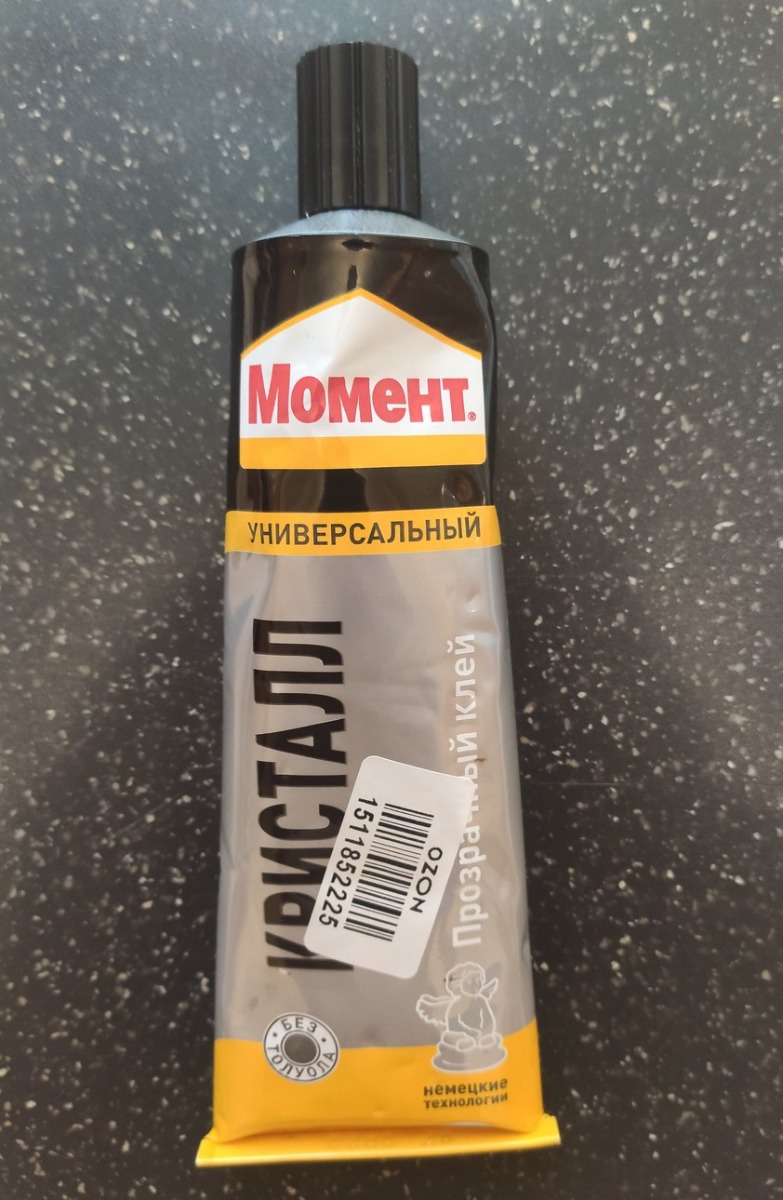 Момент®
УНИВЕРСАЛЬНЫЙ
КРИСТАЛЛ
Прозрачный клей
OZON
1511852225
БЕЗ ТОЛУОЛА
немецкие
технологии